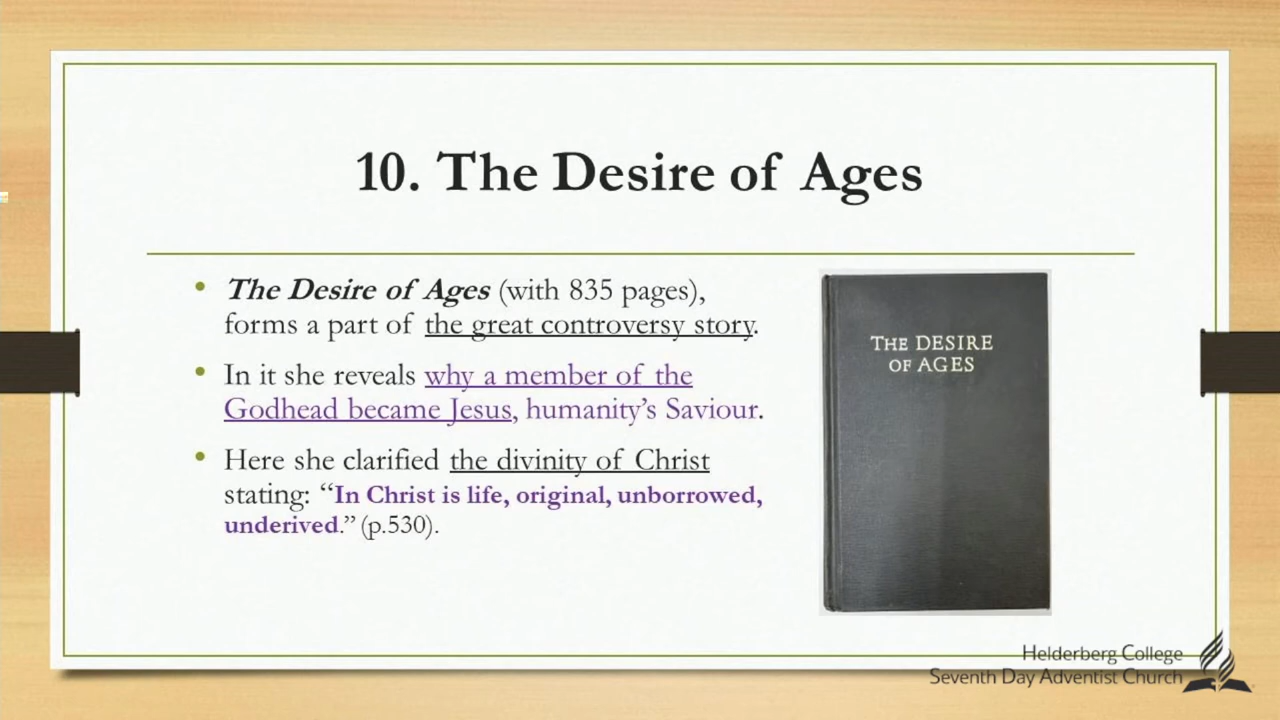 10. The Desire of Ages
• The Desire of Ages (with 835 pages),
forms a part of the great controversy story.
• In it she reveals why a member of the
Godhead became Jesus, humanity’s Saviour.
• Here she clarified the divinity of Christ
stating: “In Christ is life, original, unborrowed,
underived.” (p.530).
THE DESIRE
OF AGES
Helderberg College
Seventh Day Adventist Church